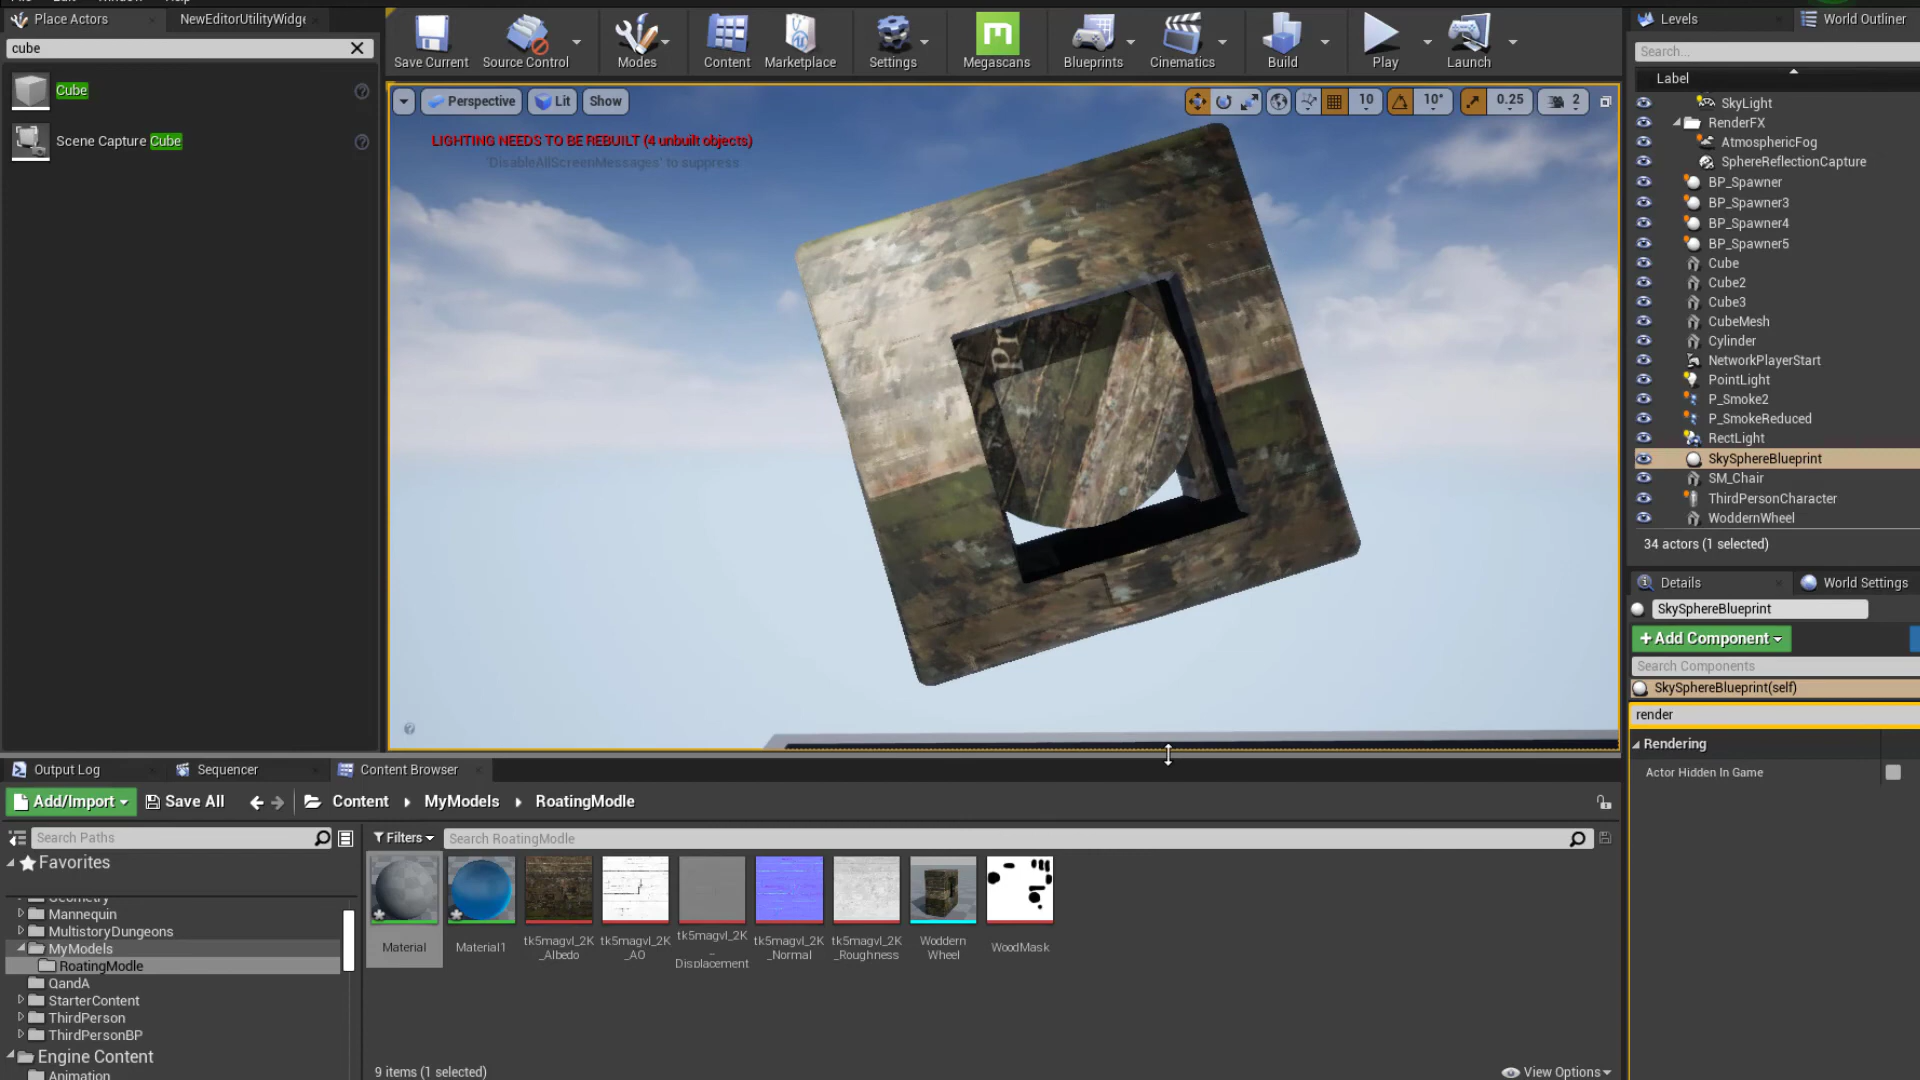 Place Actors
NewEditorUtilityWidge
cube
Cube
Scene Capture Cube
Save Current
Source Control
Modes
Content
Marketplace
Settings
Megascans
Blueprints
Cinematics
Build
Play
Launch
Perspective
Lit
Show
10
10°
0.25
2
LIGHTING NEEDS TO BE REBUILT (4 unbuilt objects)
'DisableAllScreenMessages' to suppress
Levels
World Outliner
Search...
Label
SkyLight
RenderFX
AtmosphericFog
SphereReflectionCapture
BP_Spawner
BP_Spawner3
BP_Spawner4
BP_Spawner5
Cube
Cube2
Cube3
CubeMesh
Cylinder
NetworkPlayerStart
PointLight
P_Smoke2
P_SmokeReduced
RectLight
SkySphereBlueprint
SM_Chair
ThirdPersonCharacter
WoddernWheel
34 actors (1 selected)
Details
World Settings
SkySphereBlueprint
+Add Component
Search Components
SkySphereBlueprint(self)
render
Rendering
Actor Hidden In Game
Output Log
Sequencer
Content Browser
Add/Import
Save All
Content
MyModels
RoatingModle
Search Paths
Filters
Search RoatingModle
Favorites
Geometry
Mannequin
MultistoryDungeons
MyModels
RoatingModle
QandA
StarterContent
ThirdPerson
ThirdPersonBP
Engine Content
Animation
Material
Material1
tk5magvl_2K
_Albedo
tk5magvl_2K
_AO
tk5magvl_2K
_
Displacement
tk5magvl_2K
_Normal
tk5magvl_2K
_Roughness
Woddern
Wheel
WoodMask
9 items (1 selected)
View Options